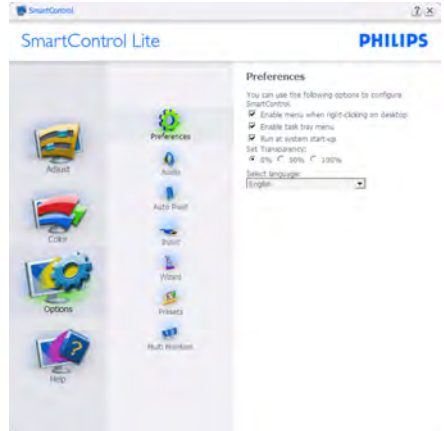 SmartControl
SmartControl Lite
PHILIPS
Adjust
Color
Options
Help
Preferences
Audio
Auto Pivot
Input
Wizard
Presets
Multi Monitors
Preferences
You can use the following options to configure
SmartControl.
Enable menu when right-clicking on desktop
Enable task tray menu
Run at system start-up
Set Transparency:
0% 50% 100%
Select language:
English